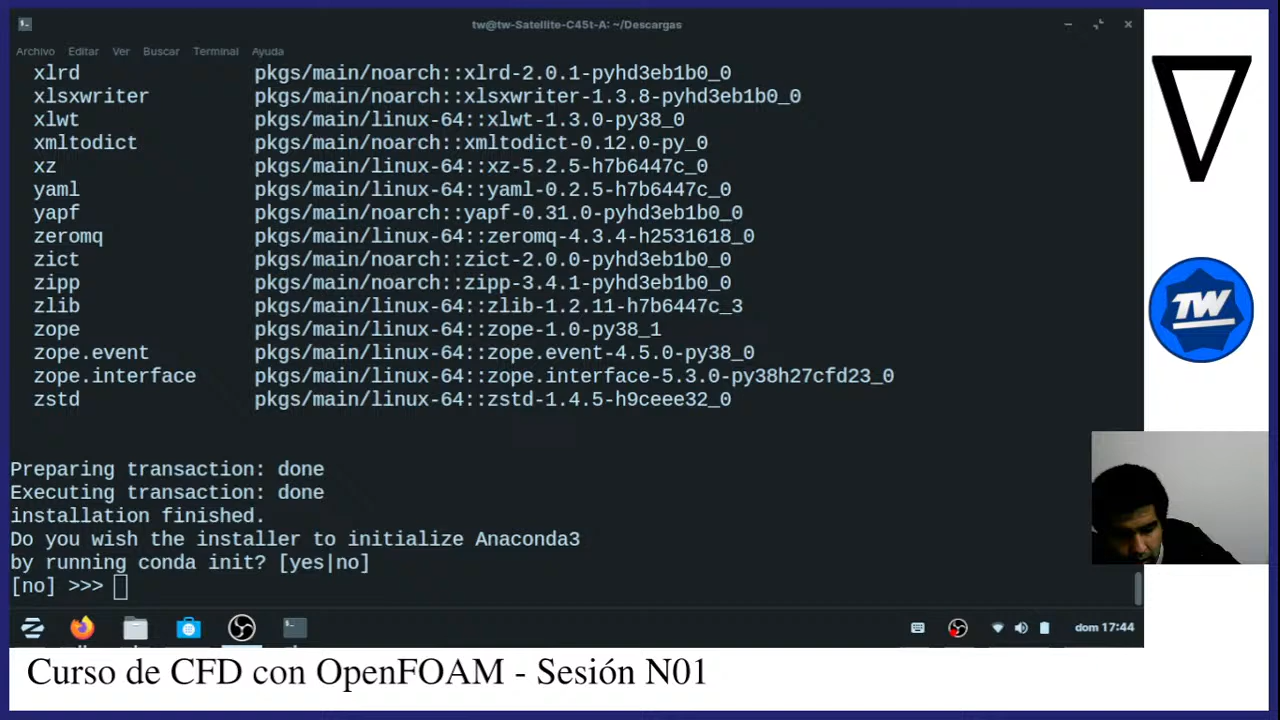 tw@tw-Satellite-C45t-A: ~/Descargas
Archivo Editar Ver Buscar Terminal Ayuda
xlrd pkgs/main/noarch::xlrd-2.0.1-pyhd3eb1b0_0
xlsxwriter pkgs/main/noarch::xlsxwriter-1.3.8-pyhd3eb1b0_0
xlwt pkgs/main/linux-64::xlwt-1.3.0-py38_0
xmltodict pkgs/main/noarch::xmltodict-0.12.0-py_0
xz pkgs/main/linux-64::xz-5.2.5-h7b6447c_0
yaml pkgs/main/linux-64::yaml-0.2.5-h7b6447c_0
yapf pkgs/main/noarch::yapf-0.31.0-pyhd3eb1b0_0
zeromq pkgs/main/linux-64::zeromq-4.3.4-h2531618_0
zict pkgs/main/noarch::zict-2.0.0-pyhd3eb1b0_0
zipp pkgs/main/noarch::zipp-3.4.1-pyhd3eb1b0_0
zlib pkgs/main/linux-64::zlib-1.2.11-h7b6447c_3
zope pkgs/main/linux-64::zope-1.0-py38_1
zope.event pkgs/main/linux-64::zope.event-4.5.0-py38_0
zope.interface pkgs/main/linux-64::zope.interface-5.3.0-py38h27cfd23_0
zstd pkgs/main/linux-64::zstd-1.4.5-h9ceee32_0
Preparing transaction: done
Executing transaction: done
installation finished.
Do you wish the installer to initialize Anaconda3
by running conda init? [yes|no]
[no] >>>
TW
dom 17:44
Curso de CFD con OpenFOAM - Sesión N01